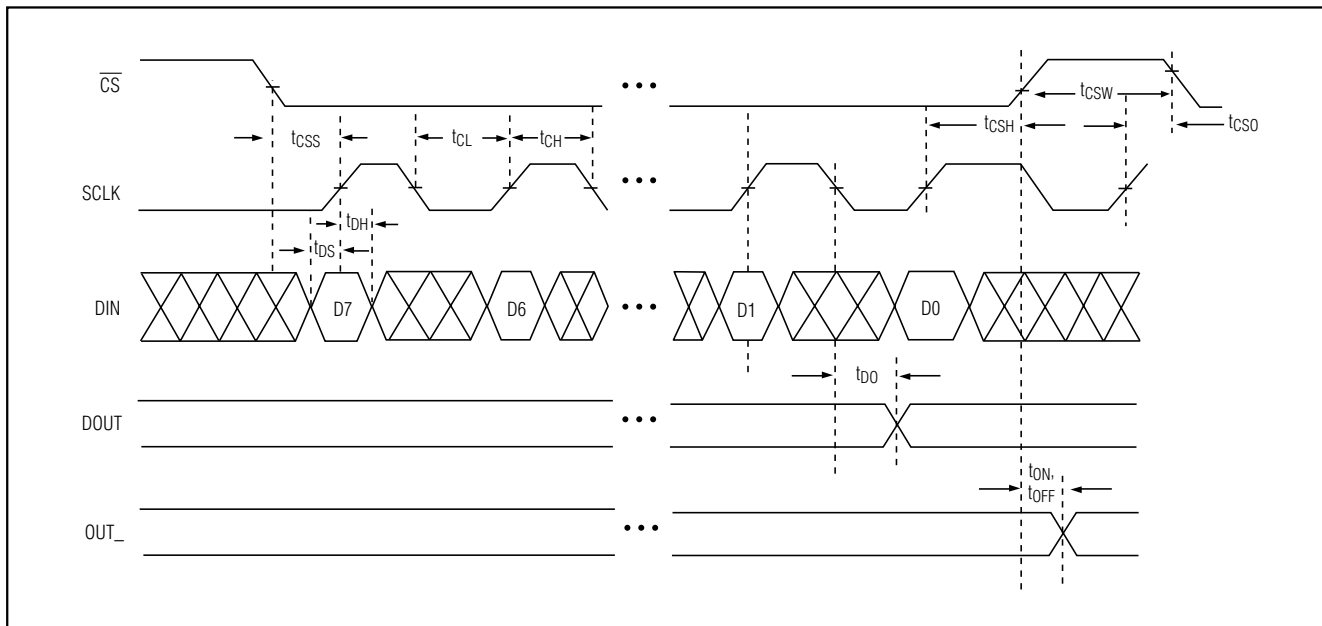 CS
tCSW
tCSS
tCL
tCH
tCSH
tCSO
SCLK
tDH
tDS
DIN
D7
D6
D1
D0
tDO
DOUT
tON,
tOFF
OUT_